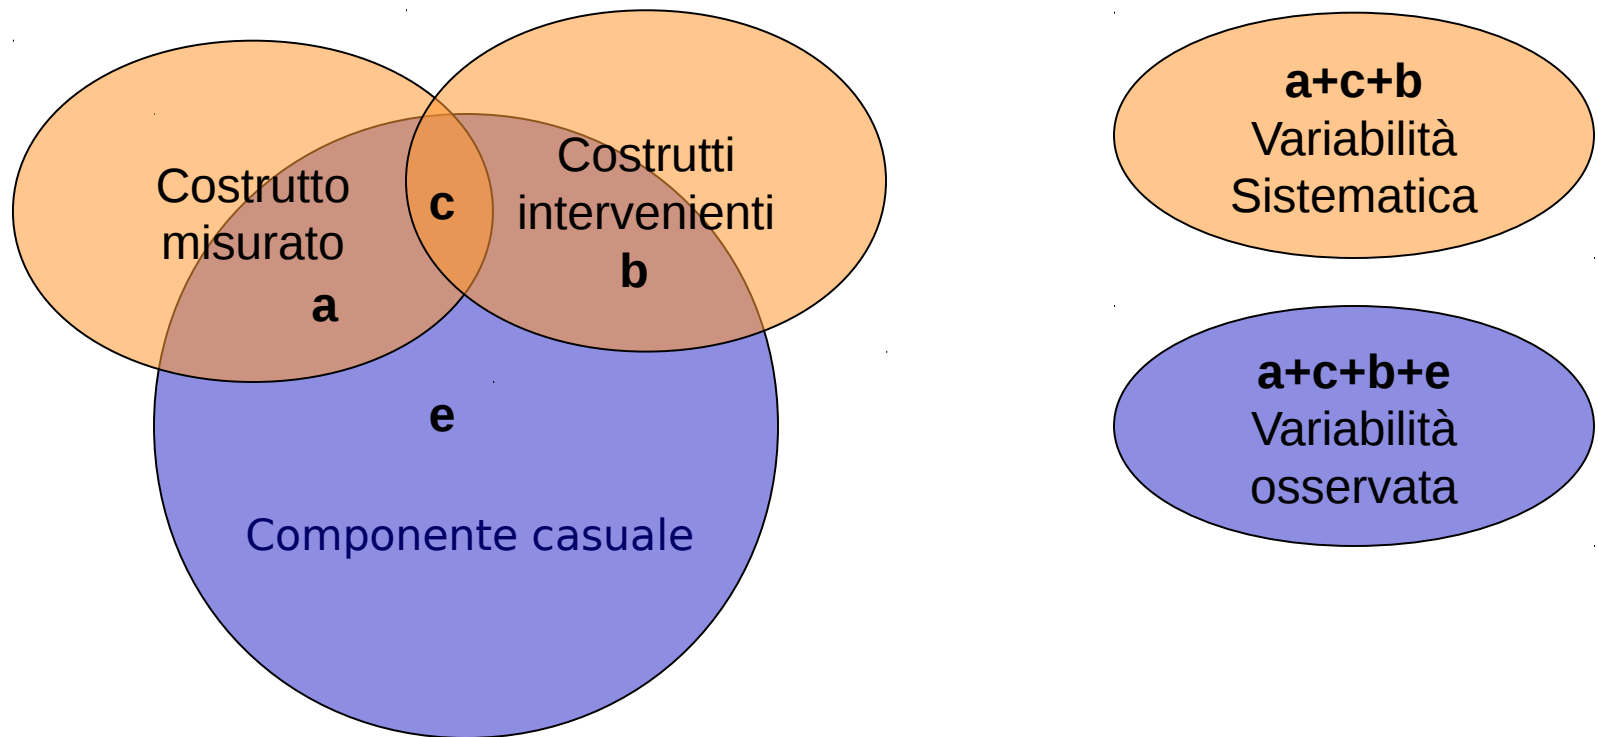 Costrutto
misurato
a
c
Costrutti
intervenienti
b
e
Componente casuale
a+c+b
Variabilità
Sistematica
a+c+b+e
Variabilità
osservata